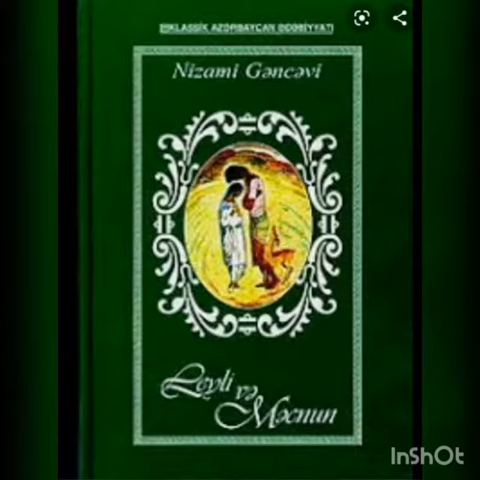 KLASSİK AZƏRBAYCAN ƏDƏBİYYATI
Nizami Gəncəvi
Leyli
və
Məcnun
InShOt